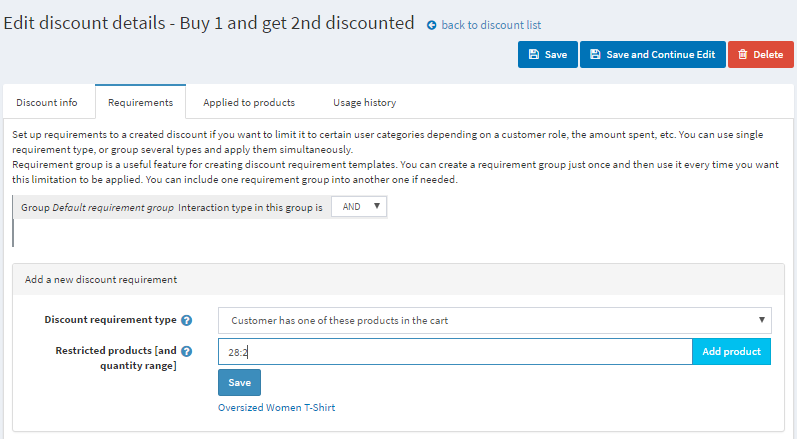 Edit discount details - Buy 1 and get 2nd discounted back to discount list
Save Save and Continue Edit Delete
Discount info Requirements Applied to products Usage history
Set up requirements to a created discount if you want to limit it to certain user categories depending on a customer role, the amount spent, etc. You can use single
requirement type, or group several types and apply them simultaneously.
Requirement group is a useful feature for creating discount requirement templates. You can create a requirement group just once and then use it every time you want
this limitation to be applied. You can include one requirement group into another one if needed.
Group Default requirement group Interaction type in this group is AND
Add a new discount requirement
Discount requirement type ? Customer has one of these products in the cart
Restricted products [and ? 28:2 Add product
quantity range]
Save
Oversized Women T-Shirt